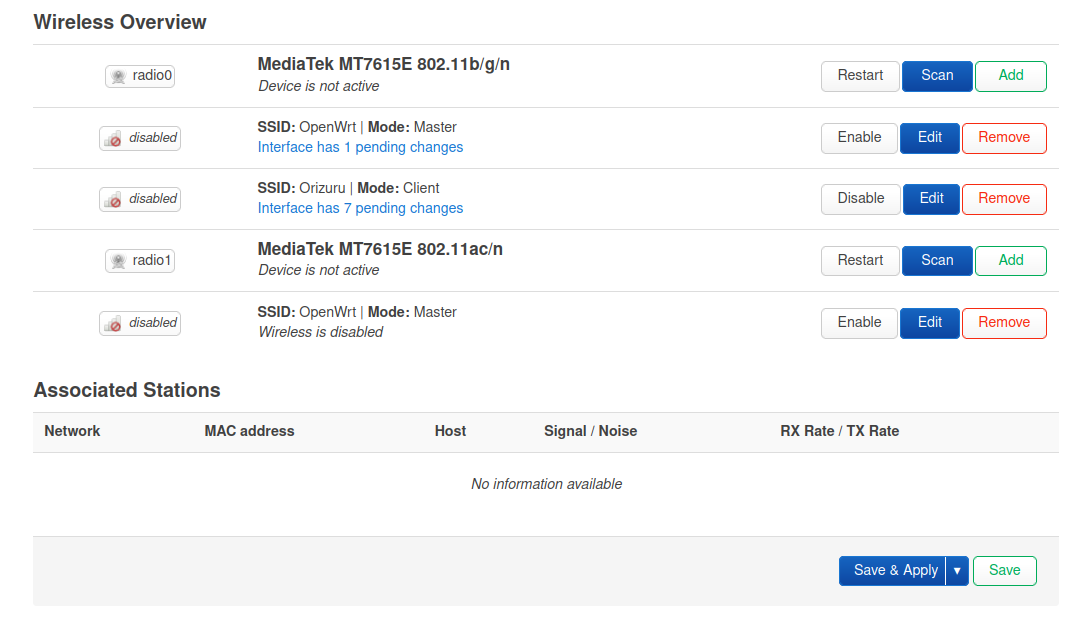 Wireless Overview
radio0 MediaTek MT7615E 802.11b/g/n Restart Scan Add
Device is not active
disabled SSID: OpenWrt | Mode: Master Enable Edit Remove
Interface has 1 pending changes
disabled SSID: Orizuru | Mode: Client Disable Edit Remove
Interface has 7 pending changes
radio1 MediaTek MT7615E 802.11ac/n Restart Scan Add
Device is not active
disabled SSID: OpenWrt | Mode: Master Enable Edit Remove
Wireless is disabled
Associated Stations
Network MAC address Host Signal / Noise RX Rate / TX Rate
No information available
Save & Apply ▾ Save